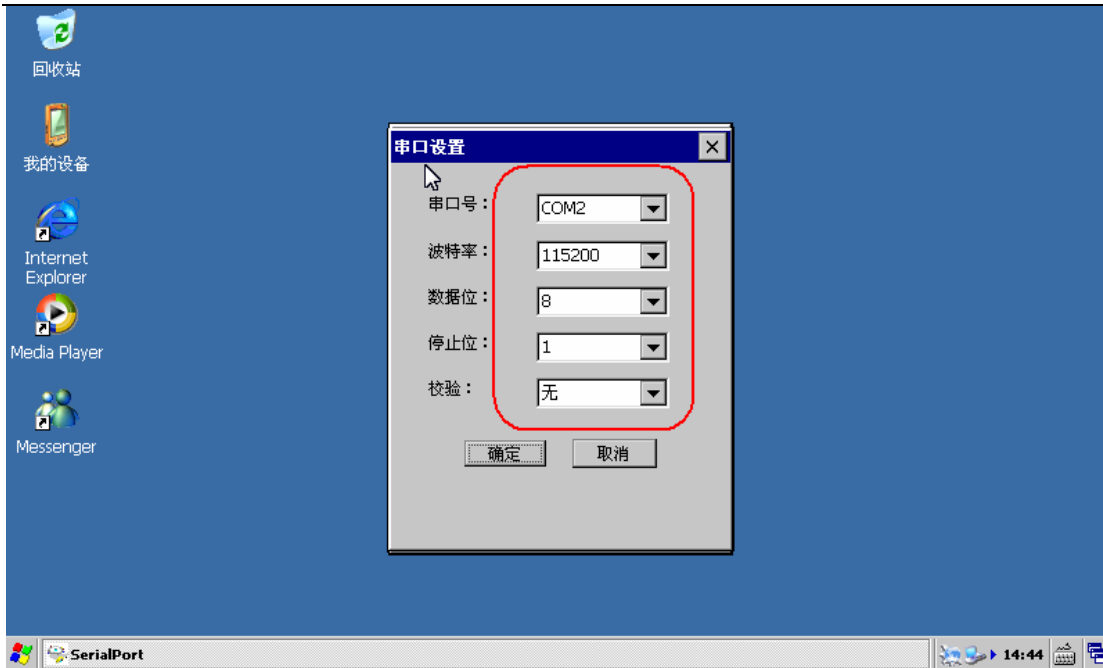 回收站
我的设备
Internet
Explorer
Media Player
Messenger
串口设置
串口号：
COM2
波特率：
115200
数据位：
8
停止位：
1
校验：
无
确定
取消
SerialPort
14:44